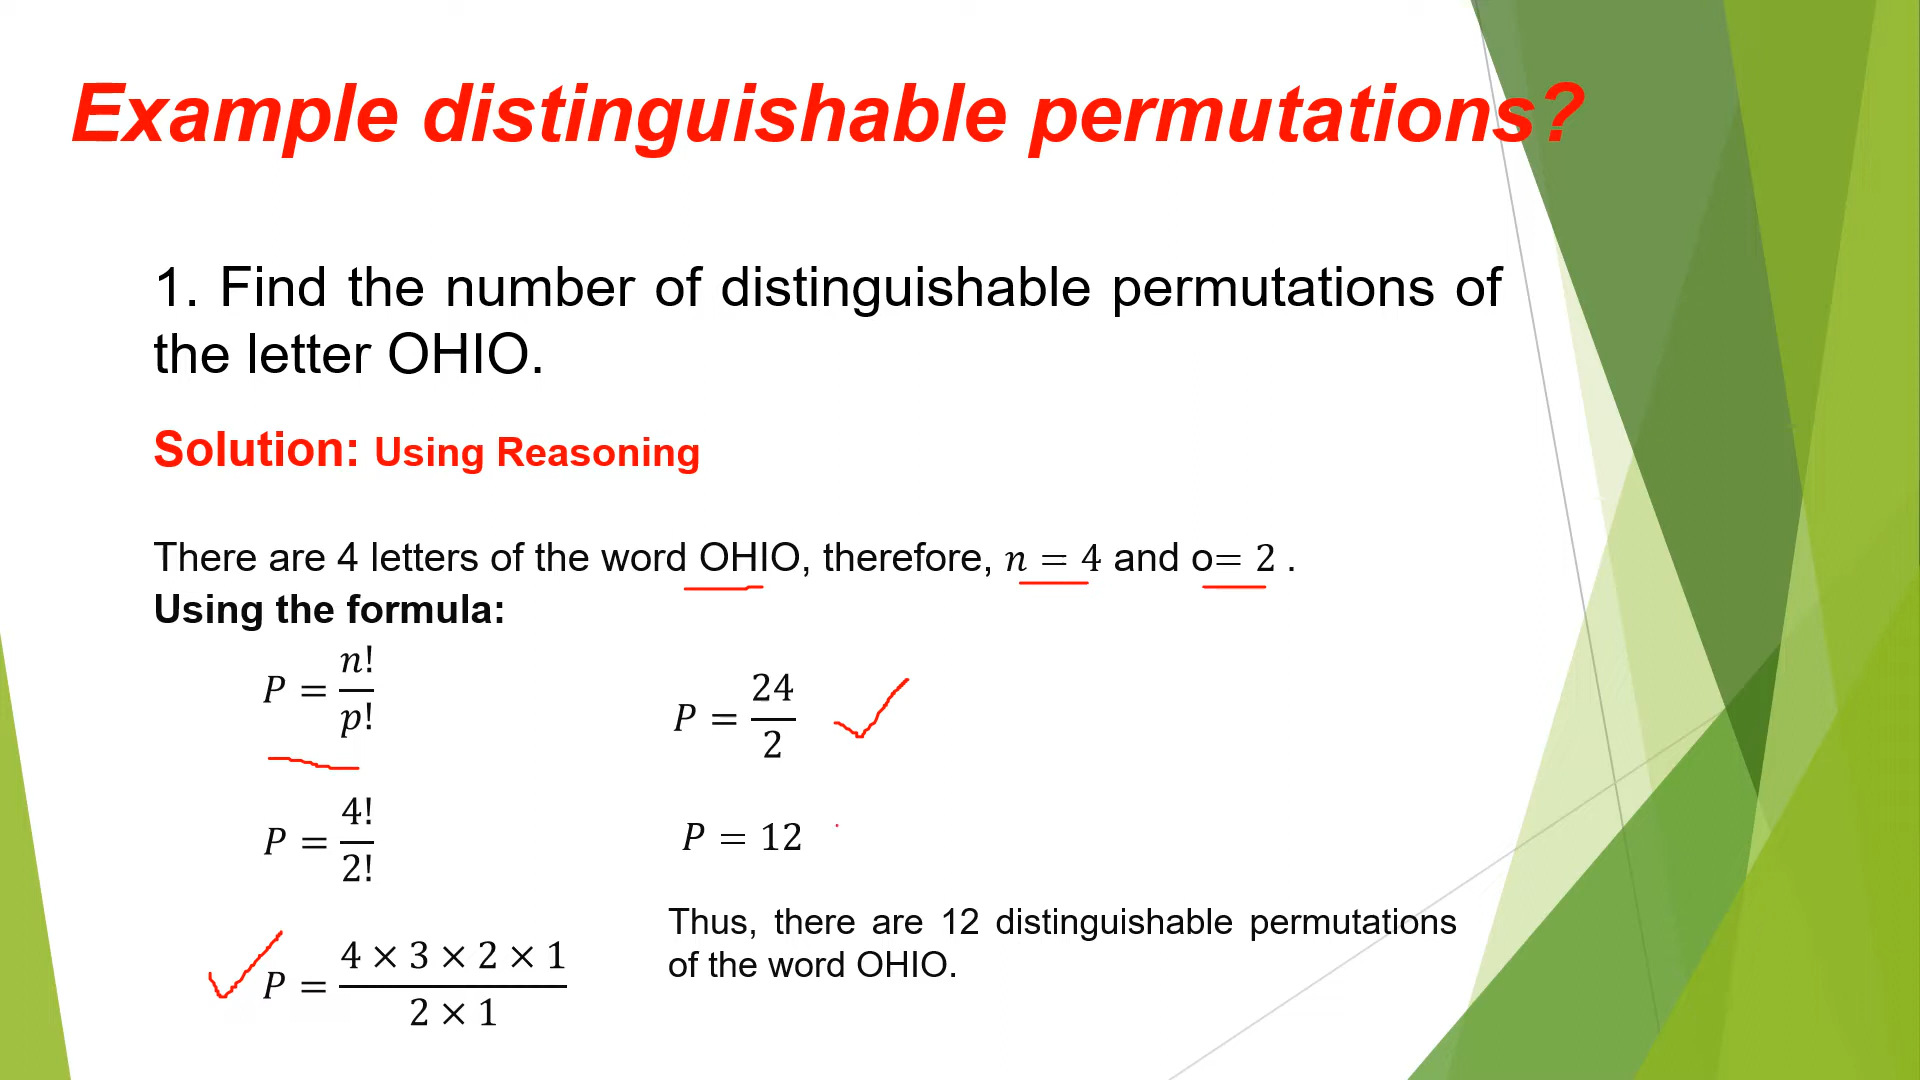 Example distinguishable permutations?
1. Find the number of distinguishable permutations of
the letter OHIO.
Solution: Using Reasoning
There are 4 letters of the word OHIO, therefore, n = 4 and o= 2 .
Using the formula:
P = n!/p!
P = 4!/2!
P = 4 × 3 × 2 × 1/2 × 1
P = 24/2
P = 12
Thus, there are 12 distinguishable permutations
of the word OHIO.